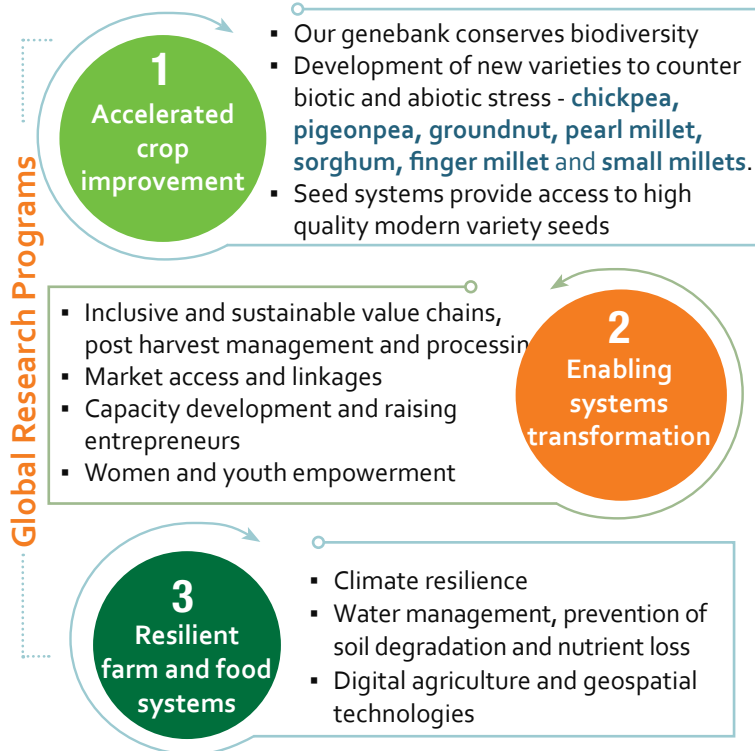 Global Research Programs
1
Accelerated
crop
improvement
▪ Our genebank conserves biodiversity
▪ Development of new varieties to counter
biotic and abiotic stress - chickpea,
pigeonpea, groundnut, pearl millet,
sorghum, finger millet and small millets.
▪ Seed systems provide access to high
quality modern variety seeds
▪ Inclusive and sustainable value chains,
post harvest management and processin
▪ Market access and linkages
▪ Capacity development and raising
entrepreneurs
▪ Women and youth empowerment
2
Enabling
systems
transformation
3
Resilient
farm and food
systems
▪ Climate resilience
▪ Water management, prevention of
soil degradation and nutrient loss
▪ Digital agriculture and geospatial
technologies